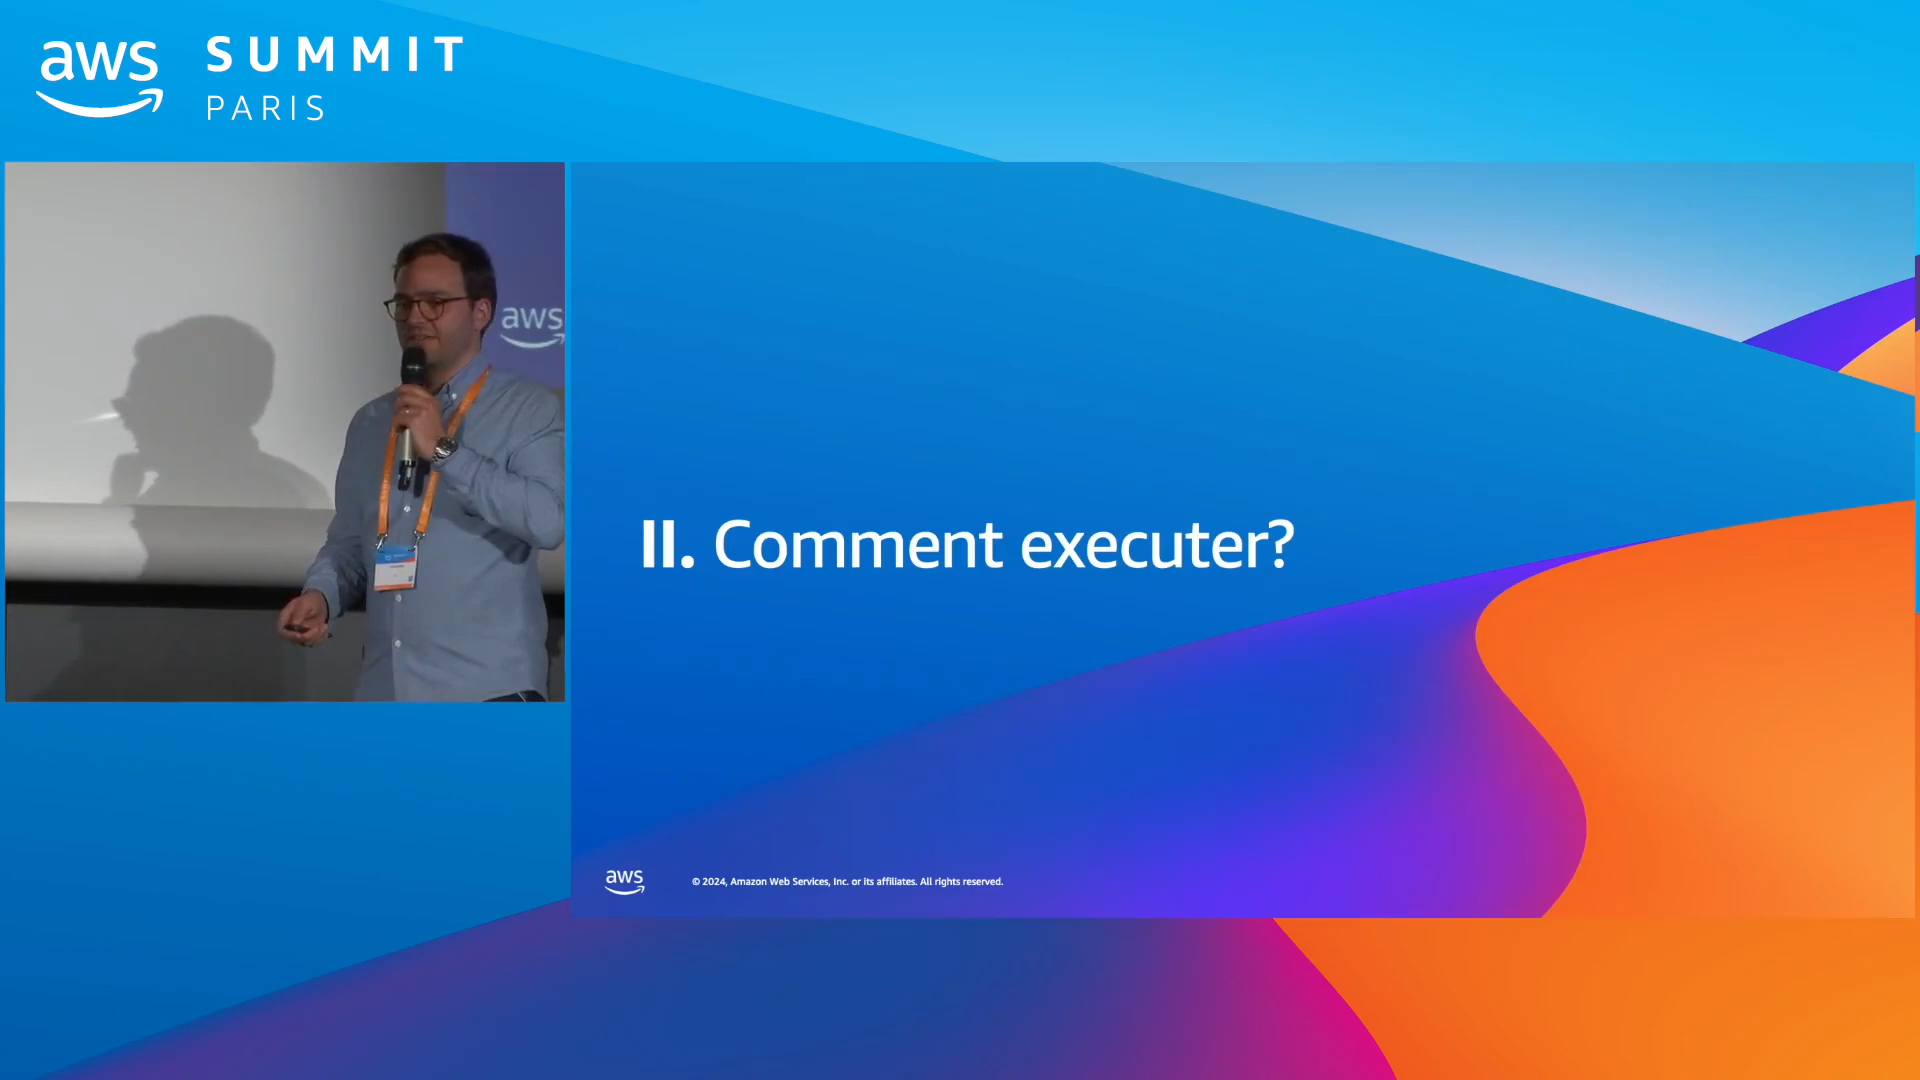 aws
SUMMIT
PARIS
aws
II. Comment executer?
aws
© 2024, Amazon Web Services, Inc. or its affiliates. All rights reserved.